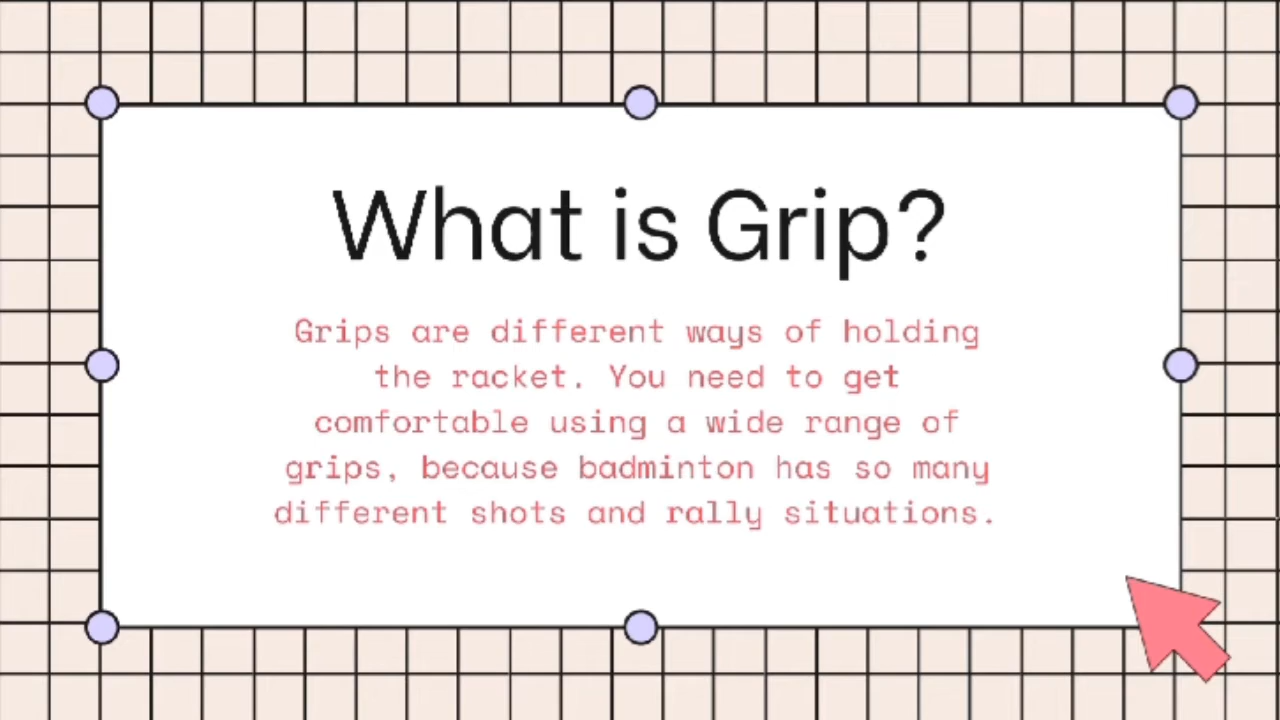 What is Grip?
Grips are different ways of holding
the racket. You need to get
comfortable using a wide range of
grips, because badminton has so many
different shots and rally situations.